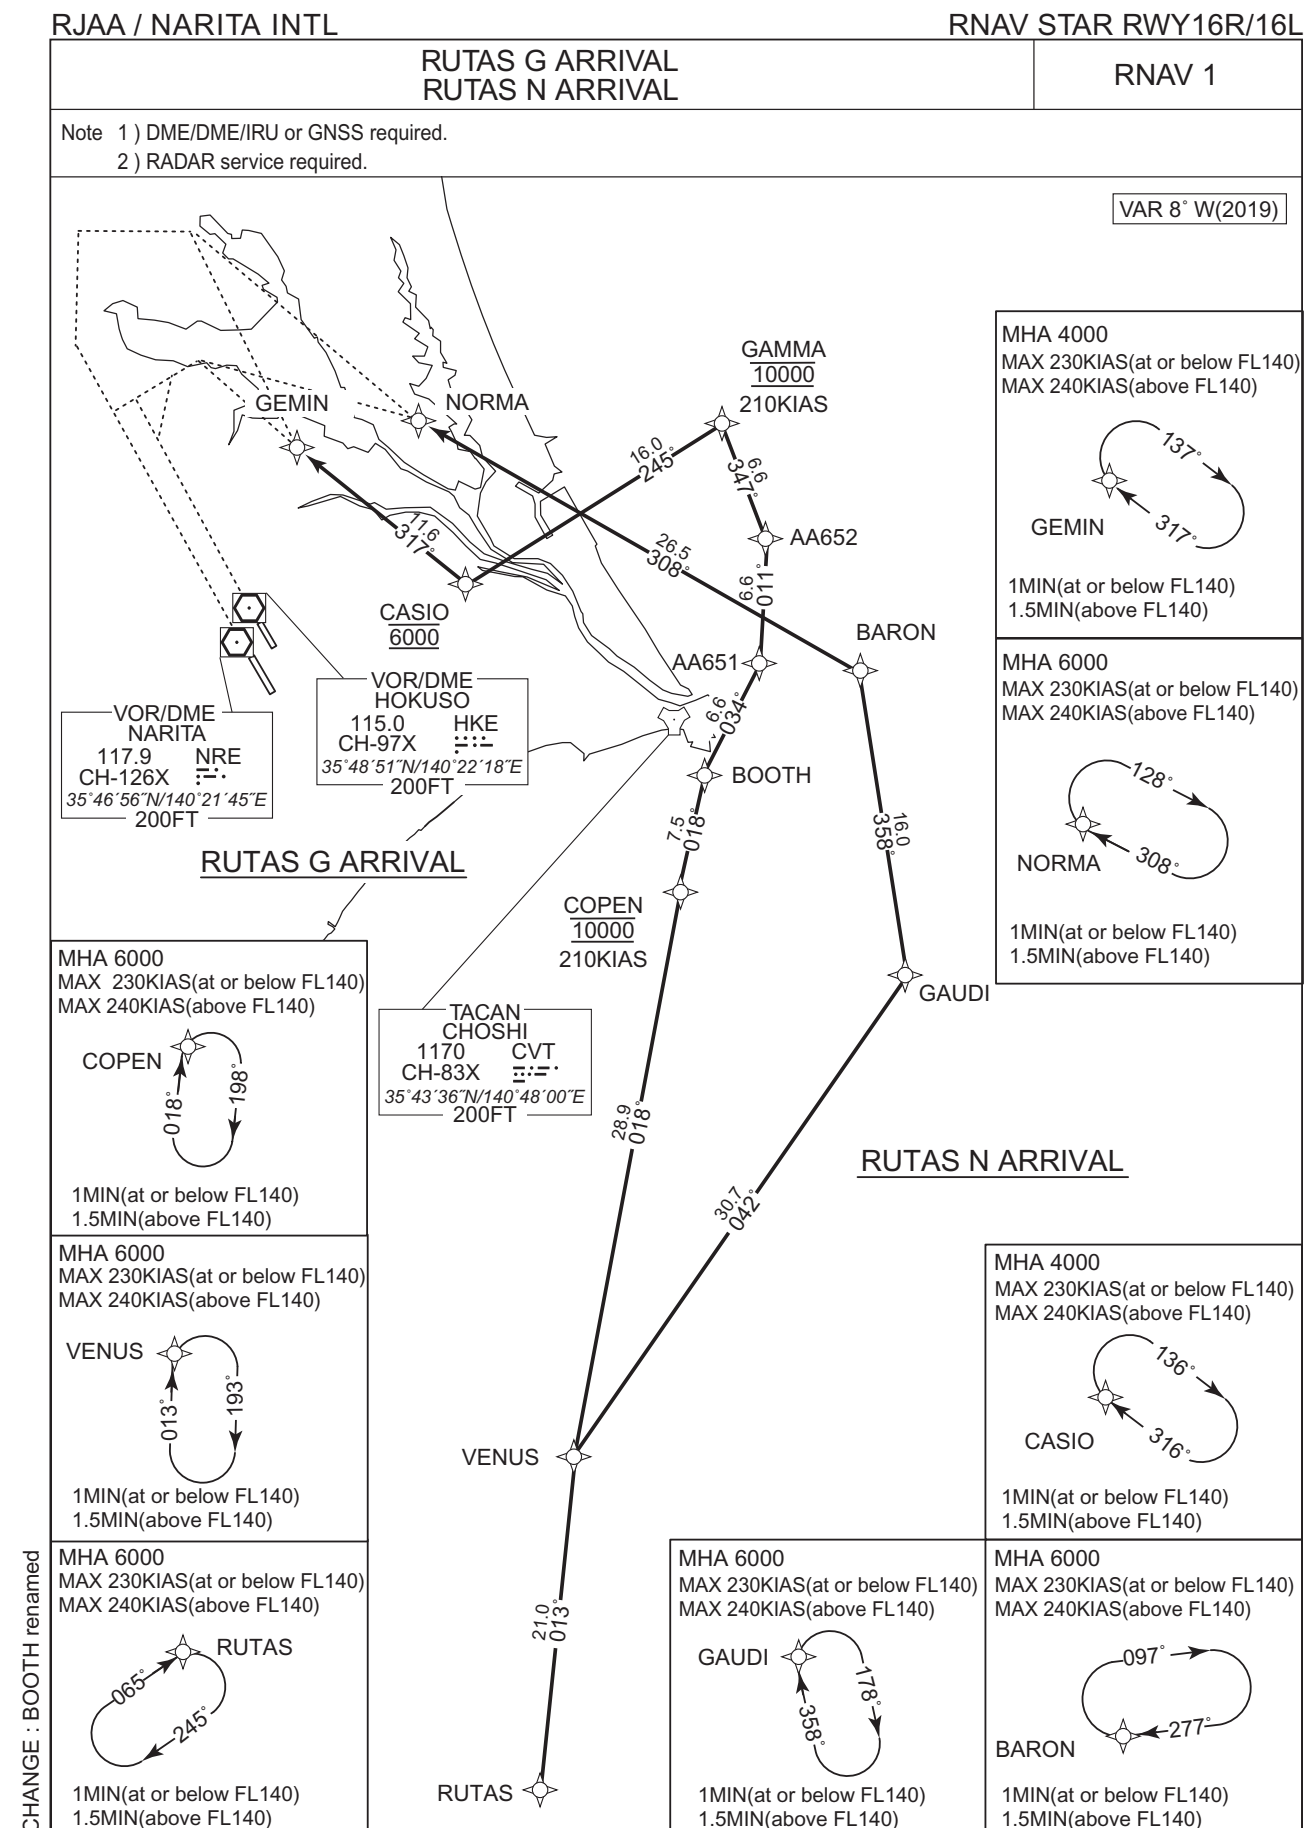 RJAA / NARITA INTL
RNAV STAR RWY16R/16L
RUTAS G ARRIVAL
RUTAS N ARRIVAL
RNAV 1
Note 1 ) DME/DME/IRU or GNSS required.
2 ) RADAR service required.
VAR 8˚ W(2019)
GAMMA
10000
210KIAS
GEMIN
NORMA
16.0
245˚
6.6
347˚
AA652
11.6
317˚
26.5
308˚
6.6
011˚
CASIO
6000
BARON
AA651
6.6
034˚
BOOTH
VOR/DME
HOKUSO
115.0 HKE
CH-97X
35˚48´51˝N/140˚22´18˝E
200FT
VOR/DME
NARITA
117.9 NRE
CH-126X
35˚46´56˝N/140˚21´45˝E
200FT
7.5
018˚
16.0
358˚
RUTAS G ARRIVAL
COPEN
10000
210KIAS
GAUDI
TACAN
CHOSHI
1170 CVT
CH-83X
35˚43´36˝N/140˚48´00˝E
200FT
28.9
018˚
RUTAS N ARRIVAL
30.7
042˚
VENUS
21.0
013˚
RUTAS
MHA 4000
MAX 230KIAS(at or below FL140)
MAX 240KIAS(above FL140)
137˚
GEMIN
317˚
1MIN(at or below FL140)
1.5MIN(above FL140)
MHA 6000
MAX 230KIAS(at or below FL140)
MAX 240KIAS(above FL140)
128˚
NORMA
308˚
1MIN(at or below FL140)
1.5MIN(above FL140)
MHA 6000
MAX 230KIAS(at or below FL140)
MAX 240KIAS(above FL140)
COPEN
018˚
198˚
1MIN(at or below FL140)
1.5MIN(above FL140)
MHA 6000
MAX 230KIAS(at or below FL140)
MAX 240KIAS(above FL140)
VENUS
013˚
193˚
1MIN(at or below FL140)
1.5MIN(above FL140)
MHA 6000
MAX 230KIAS(at or below FL140)
MAX 240KIAS(above FL140)
RUTAS
065˚
245˚
1MIN(at or below FL140)
1.5MIN(above FL140)
MHA 4000
MAX 230KIAS(at or below FL140)
MAX 240KIAS(above FL140)
136˚
CASIO
316˚
1MIN(at or below FL140)
1.5MIN(above FL140)
MHA 6000
MAX 230KIAS(at or below FL140)
MAX 240KIAS(above FL140)
GAUDI
178˚
358˚
1MIN(at or below FL140)
1.5MIN(above FL140)
MHA 6000
MAX 230KIAS(at or below FL140)
MAX 240KIAS(above FL140)
097˚
277˚
BARON
1MIN(at or below FL140)
1.5MIN(above FL140)
CHANGE : BOOTH renamed